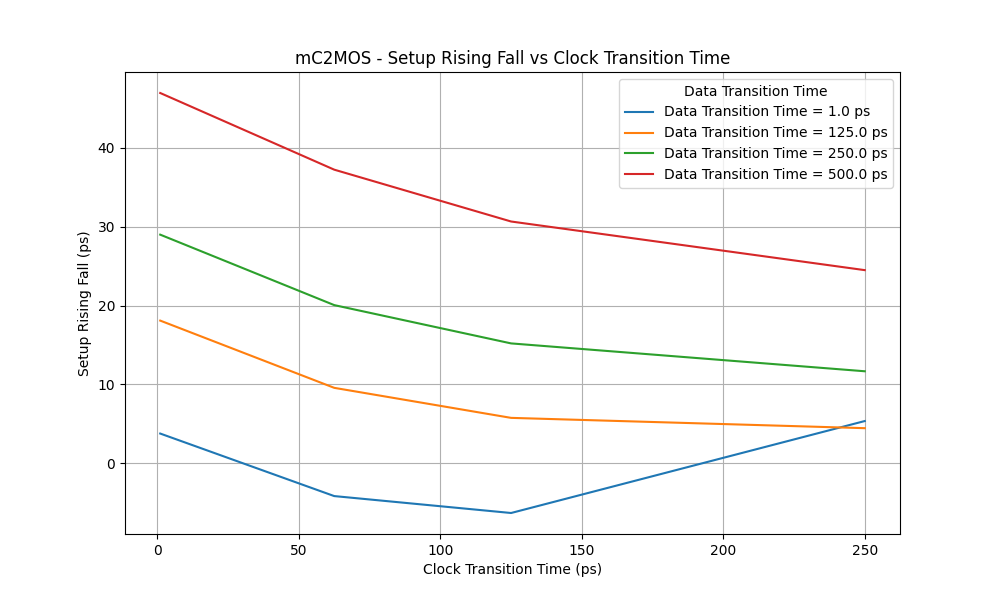 mC2MOS - Setup Rising Fall vs Clock Transition Time
Data Transition Time
Data Transition Time = 1.0 ps
Data Transition Time = 125.0 ps
Data Transition Time = 250.0 ps
Data Transition Time = 500.0 ps
Setup Rising Fall (ps)
40
30
20
10
0
0 50 100 150 200 250
Clock Transition Time (ps)